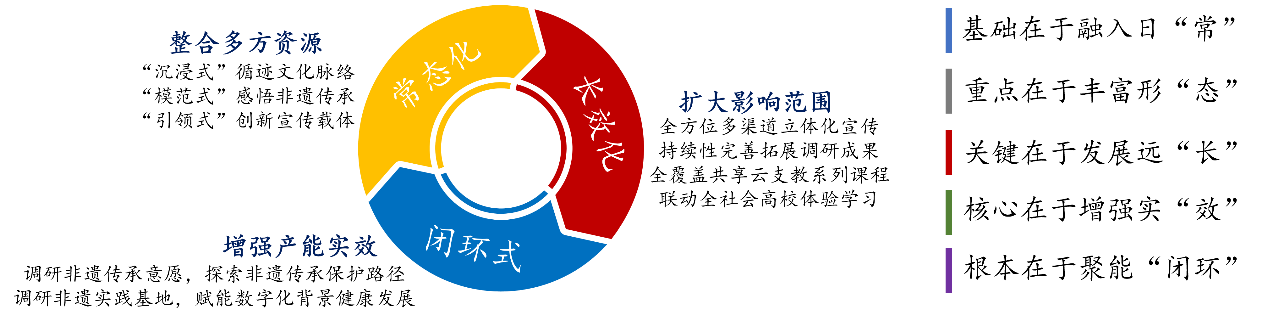 整合多方资源
“沉浸式”循迹文化脉络
“模范式”感悟非遗传承
“引领式”创新宣传载体
常态化
长效化
扩大影响范围
全方位多渠道立体化宣传
持续性完善拓展调研成果
全覆盖共享云支教系列课程
联动全社会高校体验学习
闭环式
增强产能实效
调研非遗传承意愿，探索非遗传承保护路径
调研非遗实践基地，赋能数字化背景健康发展
基础在于融入日“常”
重点在于丰富形“态”
关键在于发展远“长”
核心在于增强实“效”
根本在于聚能“闭环”